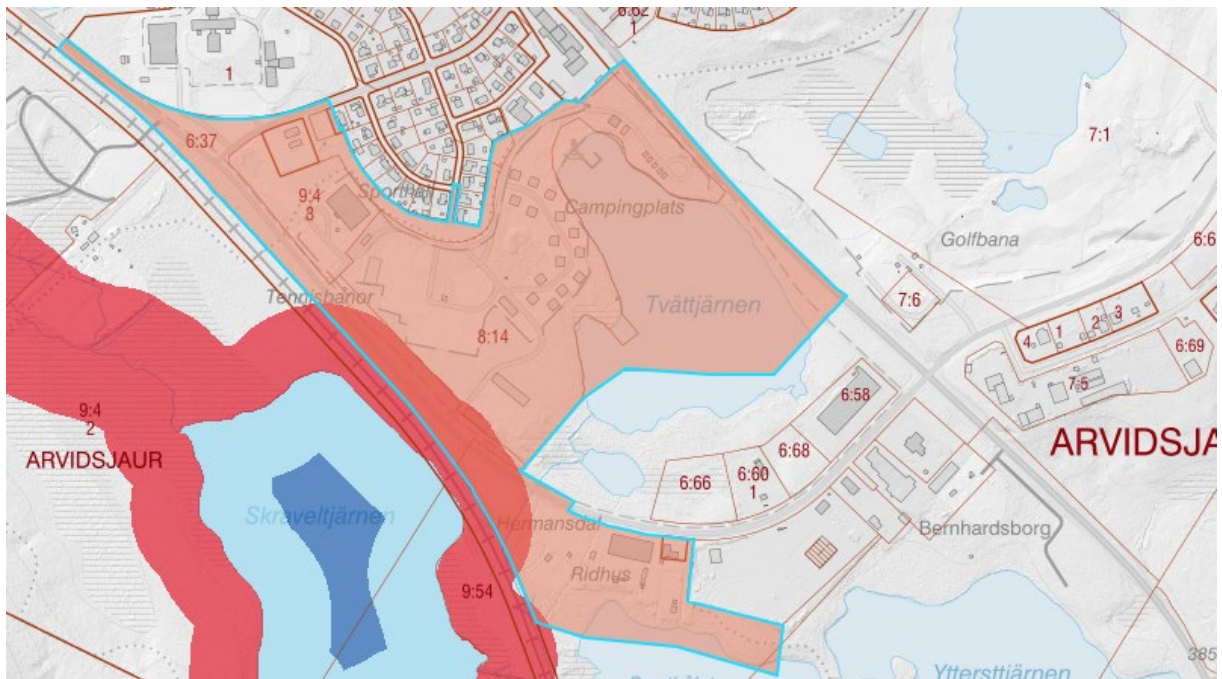 6:62
1
1
7:1
6:37
9:4
3
Sporthall
Campingplats
Golfbana
6:6
Tennisbanor
Tvättjärnen
7:6
8:14
4
1
2
3
6:69
7:5
6:58
9:4
2
ARVIDSJAUR
ARVIDSJA
6:68
6:60
1
6:66
Skraveltjärnen
Hermansdal
Bernhardsborg
Ridhus
9:54
385
Yttersttjärnen